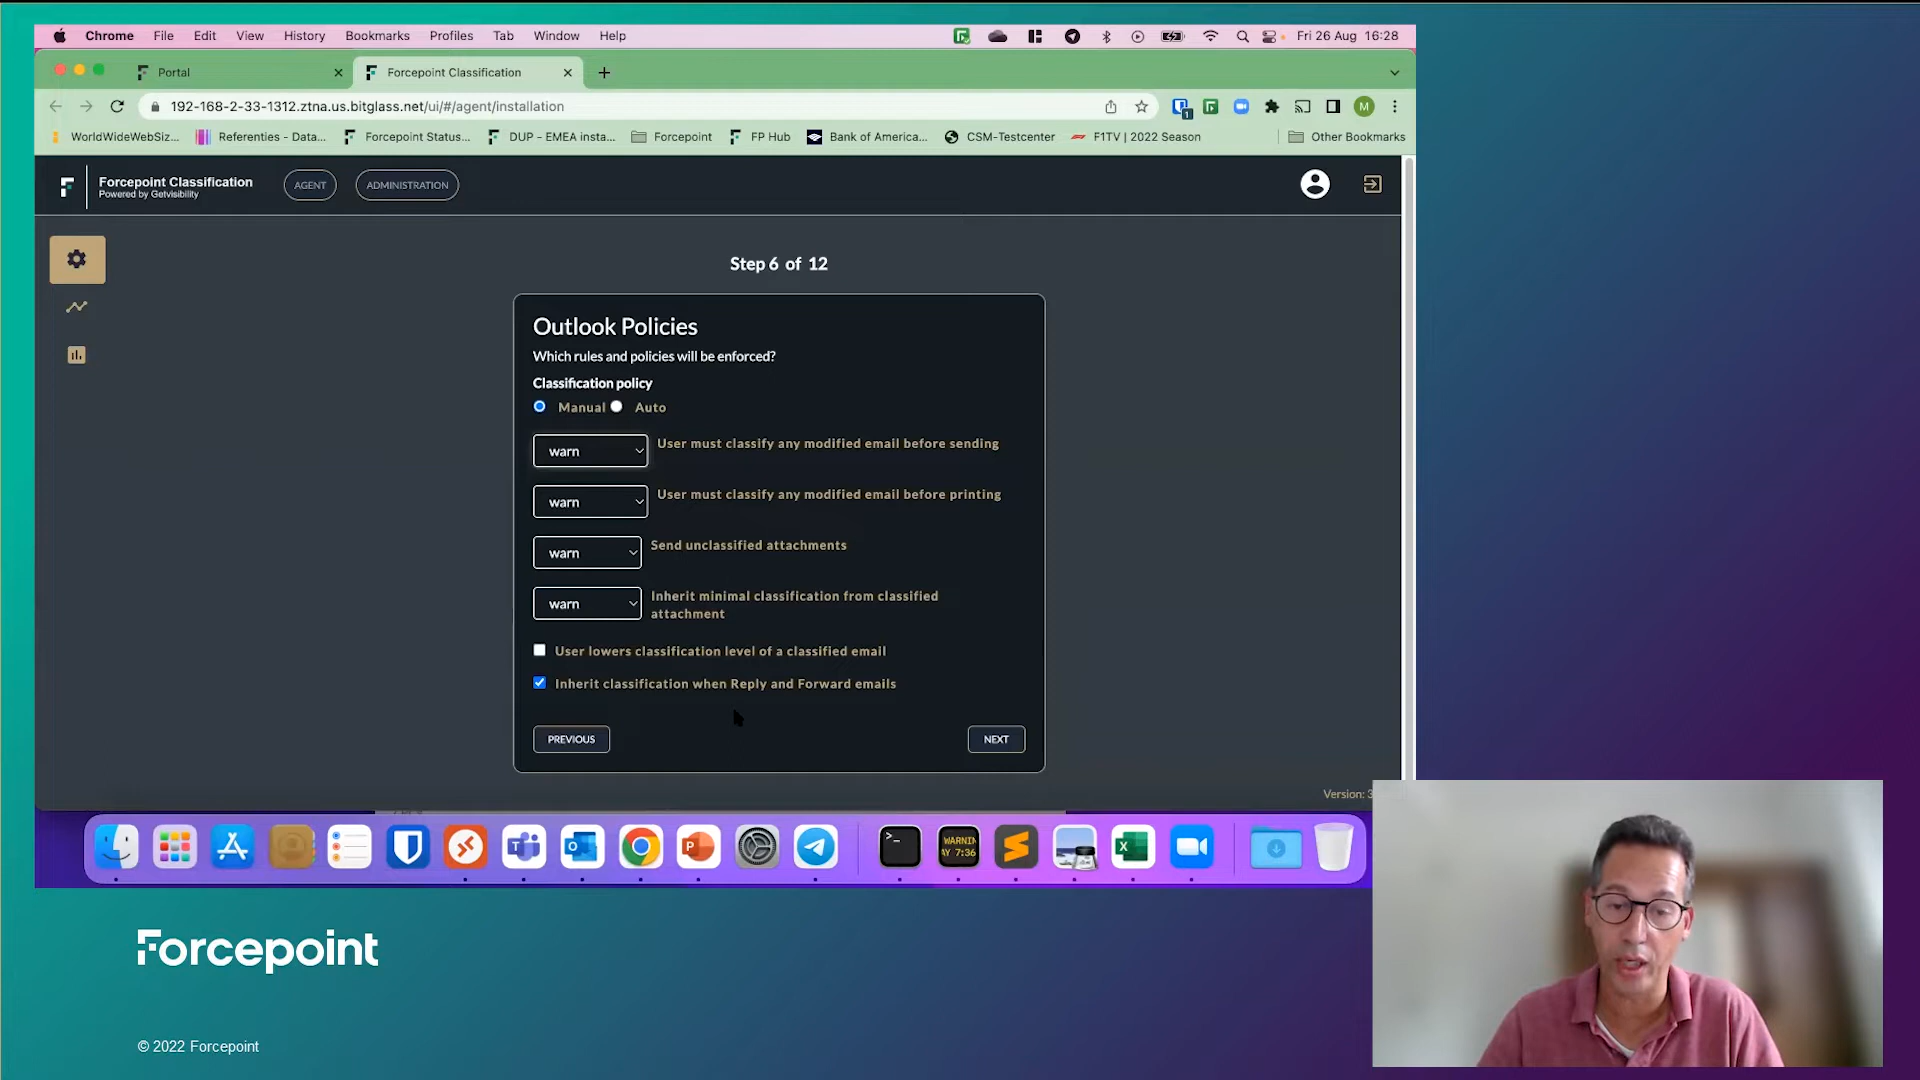 Chrome File Edit View History Bookmarks Profiles Tab Window Help Fri 26 Aug 16:28
Portal Forcepoint Classification
192-168-2-33-1312.ztna.us.bitglass.net/ui/#/agent/installation
WorldWideWebSiz... Referenties - Data... Forcepoint Status... DUP - EMEA insta... Forcepoint FP Hub Bank of America... CSM-Testcenter F1TV | 2022 Season Other Bookmarks
Forcepoint Classification
Powered by Getvisibility
AGENT ADMINISTRATION
Step 6 of 12
Outlook Policies
Which rules and policies will be enforced?
Classification policy
Manual Auto
warn User must classify any modified email before sending
warn User must classify any modified email before printing
warn Send unclassified attachments
warn Inherit minimal classification from classified
attachment
User lowers classification level of a classified email
Inherit classification when Reply and Forward emails
PREVIOUS NEXT
Version: 3
WARNIN
AY 7:36
Forcepoint
© 2022 Forcepoint